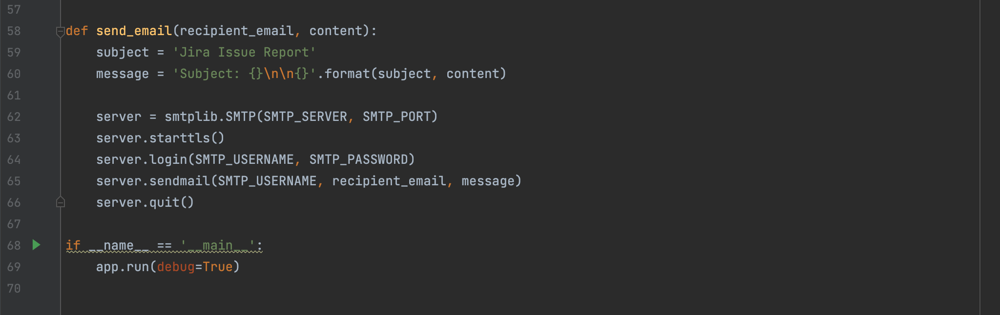 57
58 def send_email(recipient_email, content):
59     subject = 'Jira Issue Report'
60     message = 'Subject: {}\n\n{}'.format(subject, content)
61
62     server = smtplib.SMTP(SMTP_SERVER, SMTP_PORT)
63     server.starttls()
64     server.login(SMTP_USERNAME, SMTP_PASSWORD)
65     server.sendmail(SMTP_USERNAME, recipient_email, message)
66     server.quit()
67
68 if __name__ == '__main__':
69     app.run(debug=True)
70